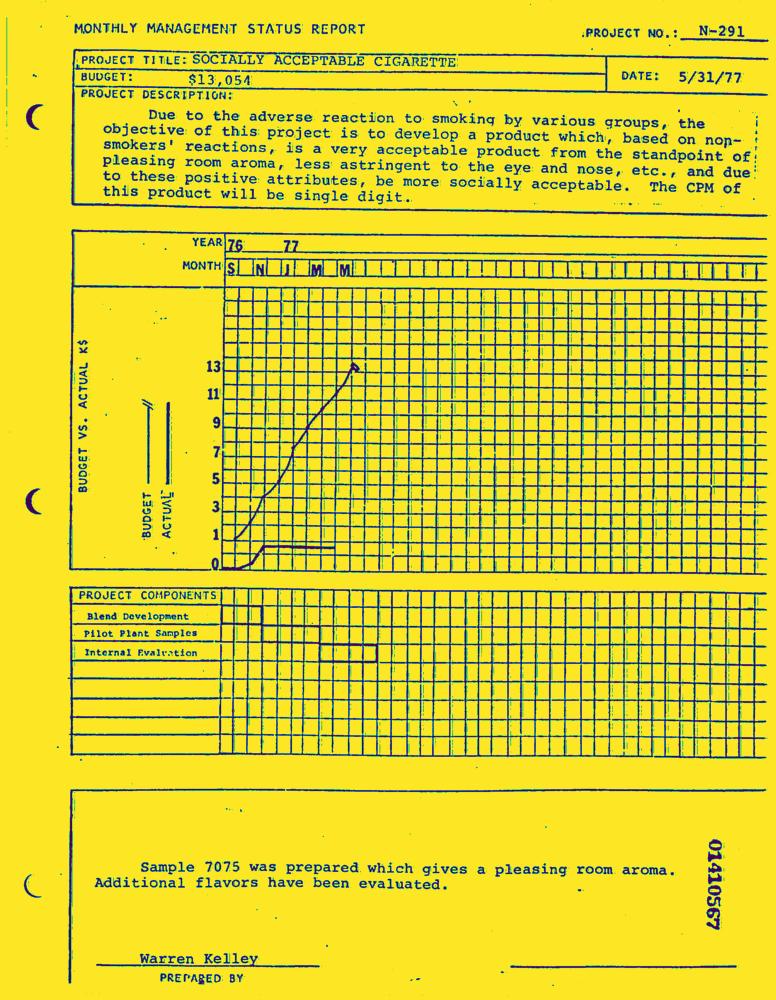 MONTHLY MANAGEMENT STATUS REPORT
PROJECT NO.: N-291
PROJECT TITLE: SOCIALLY ACCEPTABLE CIGARETTE
BUDGET: $13,054
DATE: 5/31/77
PROJECT DESCRIPTION:
Due to the adverse reaction to smoking by various groups, the
objective of this project is to develop a product which, based on non-
smokers' reactions, is a very acceptable product from the standpoint of
pleasing room aroma, less astringent to the eye and nose, etc., and due
to these positive attributes, be more socially acceptable. The CPM of
this product will be single digit.
YEAR 76 77
MONTH S N J M M
BUDGET VS. ACTUAL K$
BUDGET
ACTUAL
13
11
9
7
5
3
1
0
PROJECT COMPONENTS
Blend Development
Pilot Plant Samples
Internal Evaluation
Sample 7075 was prepared which gives a pleasing room aroma.
Additional flavors have been evaluated.
01410567
Warren Kelley
PREPARED BY